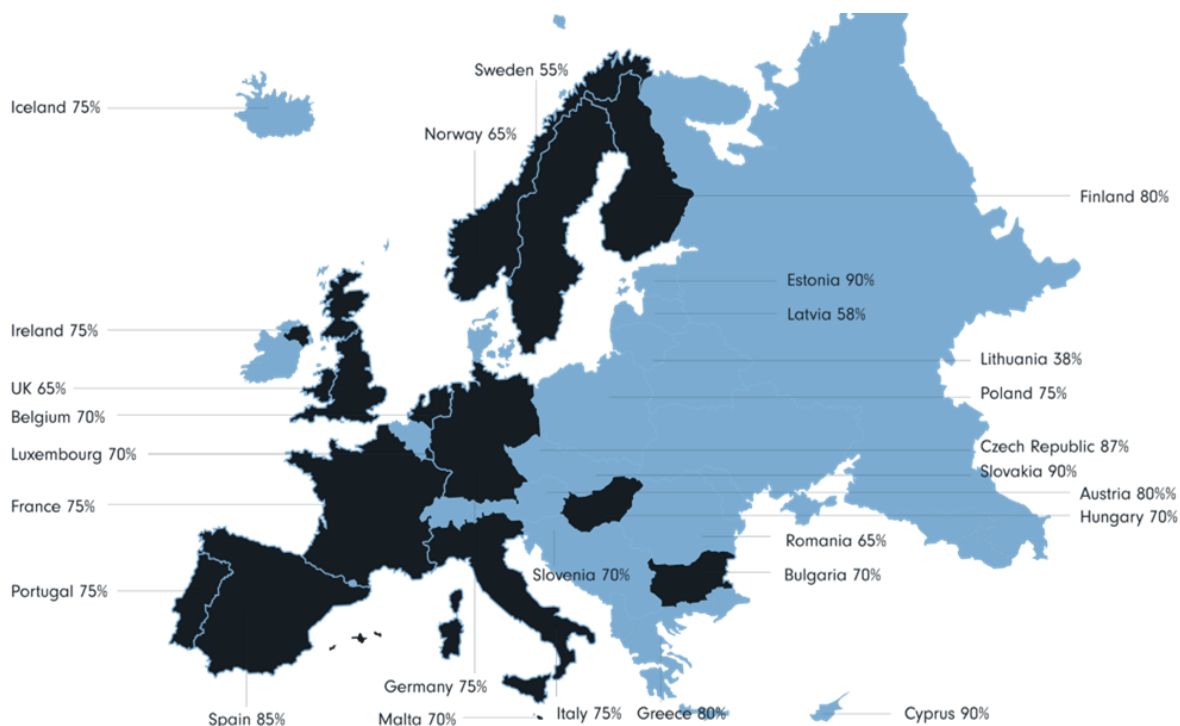 Sweden 55%
Iceland 75%
Norway 65%
Finland 80%
Estonia 90%
Latvia 58%
Ireland 75%
Lithuania 38%
UK 65%
Poland 75%
Belgium 70%
Czech Republic 87%
Luxembourg 70%
Slovakia 90%
Austria 80%%
France 75%
Hungary 70%
Romania 65%
Slovenia 70%
Bulgaria 70%
Portugal 75%
Germany 75%
Spain 85%
Malta 70%
Italy 75%
Greece 80%
Cyprus 90%